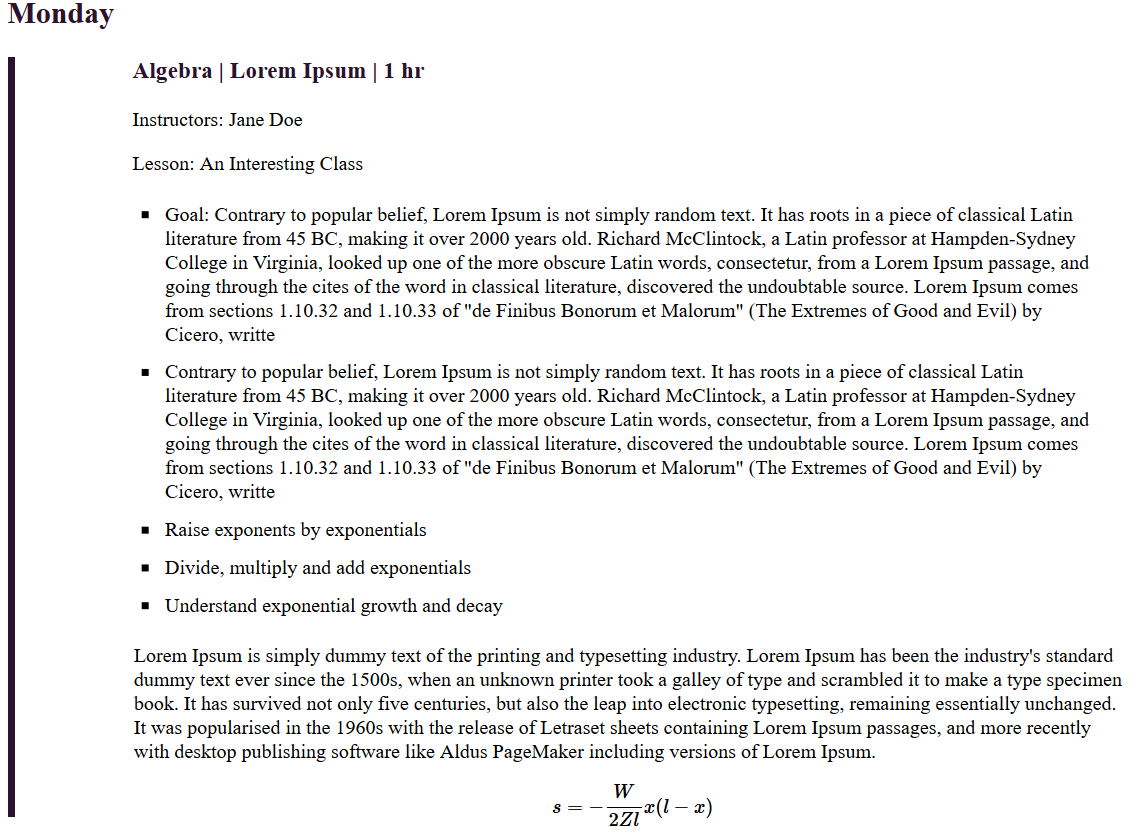 Monday
Algebra | Lorem Ipsum | 1 hr
Instructors: Jane Doe
Lesson: An Interesting Class
▪ Goal: Contrary to popular belief, Lorem Ipsum is not simply random text. It has roots in a piece of classical Latin
literature from 45 BC, making it over 2000 years old. Richard McClintock, a Latin professor at Hampden-Sydney
College in Virginia, looked up one of the more obscure Latin words, consectetur, from a Lorem Ipsum passage, and
going through the cites of the word in classical literature, discovered the undoubtable source. Lorem Ipsum comes
from sections 1.10.32 and 1.10.33 of "de Finibus Bonorum et Malorum" (The Extremes of Good and Evil) by
Cicero, writte
▪ Contrary to popular belief, Lorem Ipsum is not simply random text. It has roots in a piece of classical Latin
literature from 45 BC, making it over 2000 years old. Richard McClintock, a Latin professor at Hampden-Sydney
College in Virginia, looked up one of the more obscure Latin words, consectetur, from a Lorem Ipsum passage, and
going through the cites of the word in classical literature, discovered the undoubtable source. Lorem Ipsum comes
from sections 1.10.32 and 1.10.33 of "de Finibus Bonorum et Malorum" (The Extremes of Good and Evil) by
Cicero, writte
▪ Raise exponents by exponentials
▪ Divide, multiply and add exponentials
▪ Understand exponential growth and decay
Lorem Ipsum is simply dummy text of the printing and typesetting industry. Lorem Ipsum has been the industry's standard
dummy text ever since the 1500s, when an unknown printer took a galley of type and scrambled it to make a type specimen
book. It has survived not only five centuries, but also the leap into electronic typesetting, remaining essentially unchanged.
It was popularised in the 1960s with the release of Letraset sheets containing Lorem Ipsum passages, and more recently
with desktop publishing software like Aldus PageMaker including versions of Lorem Ipsum.
s = −W/2Zl x(l − x)